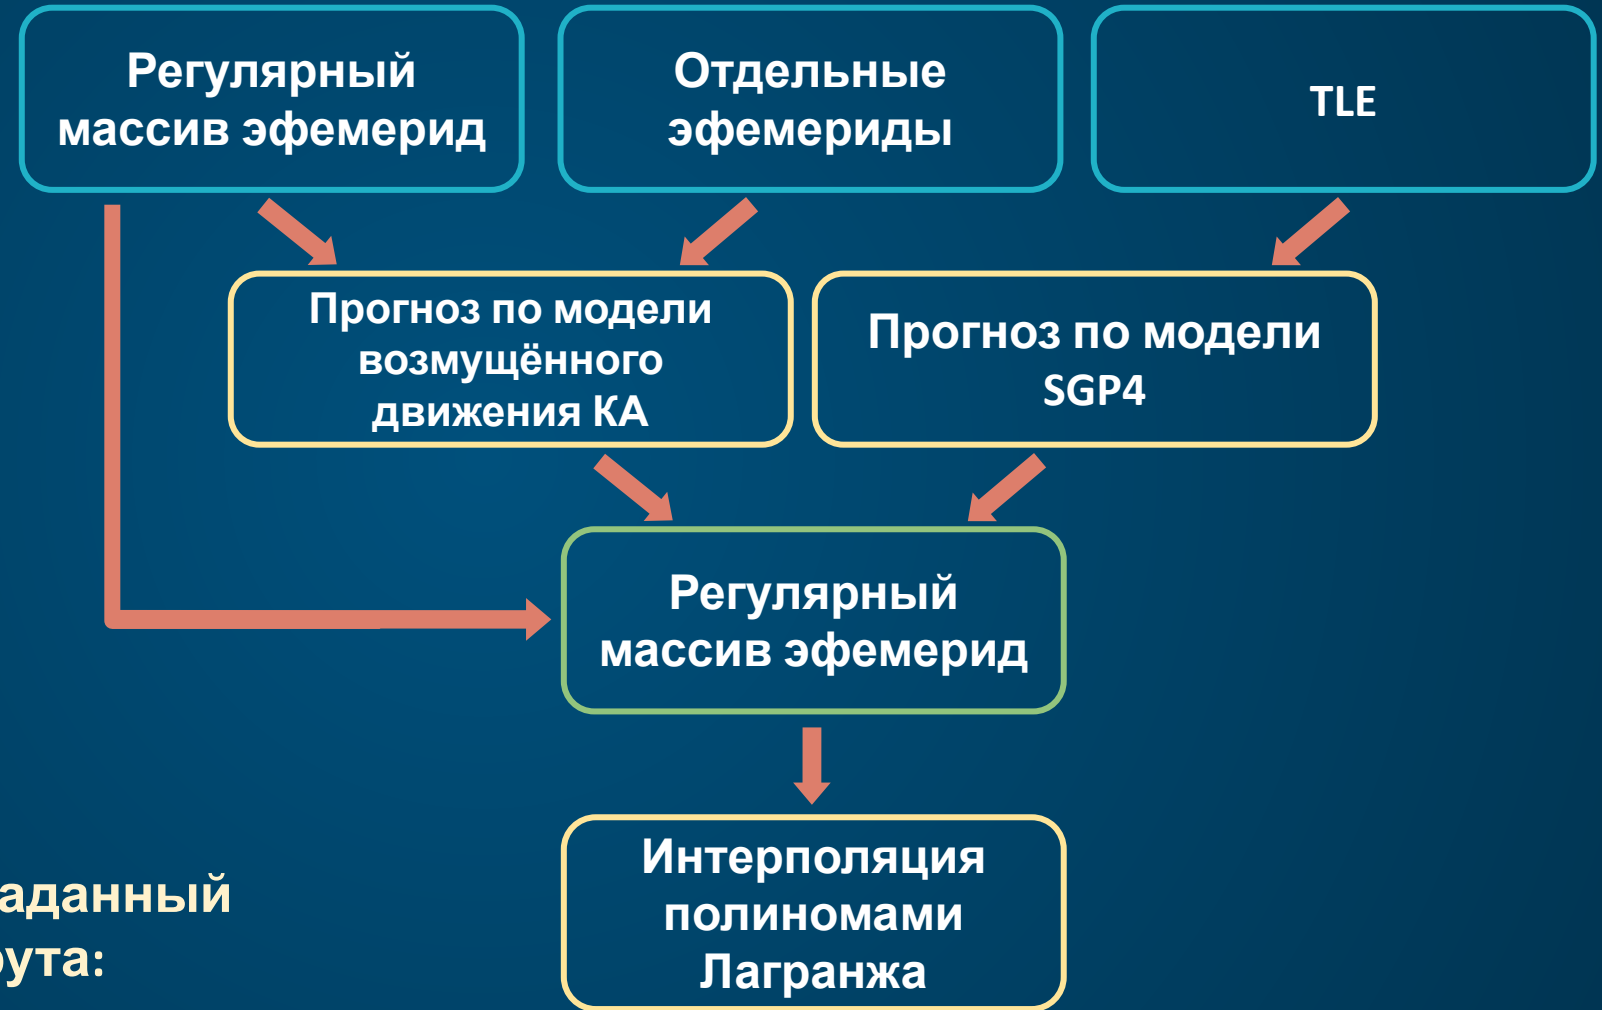 Регулярный
массив эфемерид
Отдельные
эфемериды
TLE
Прогноз по модели
возмущённого
движения КА
Прогноз по модели
SGP4
Регулярный
массив эфемерид
Интерполяция
полиномами
Лагранжа
аданный
рута: